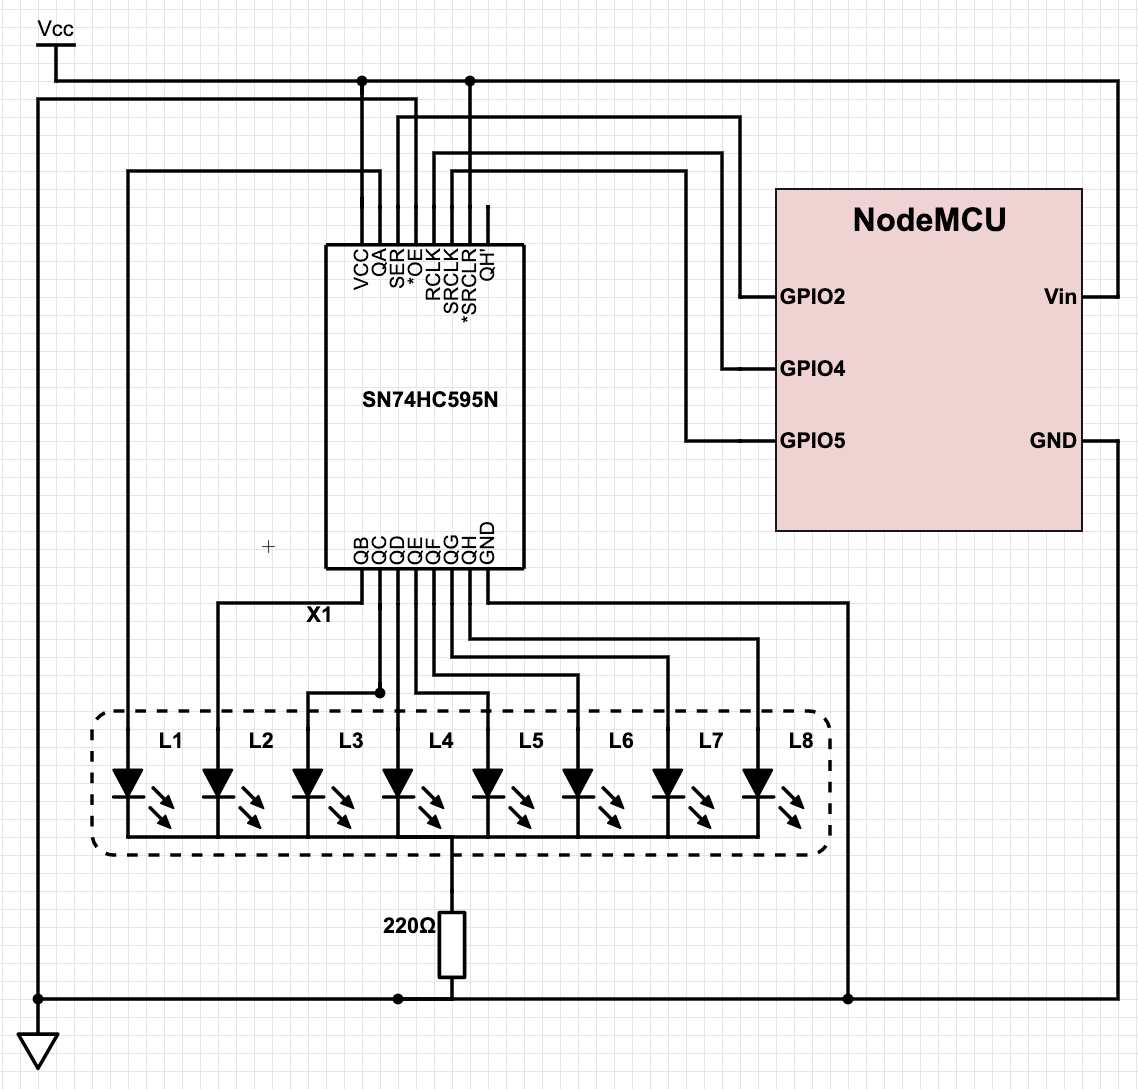 Vcc
VCC
QA
SER
*OE
RCLK
SRCLK
*SRCLR
QH'
NodeMCU
GPIO2
Vin
GPIO4
SN74HC595N
GPIO5
GND
QB
QC
QD
QE
QF
QG
QH
GND
X1
L1
L2
L3
L4
L5
L6
L7
L8
220Ω